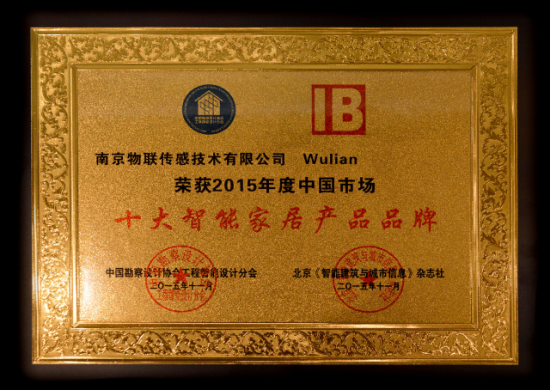 IB
南京物联传感技术有限公司 Wulian
荣获2015年度中国市场
十大智能家居产品品牌
中国勘察设计协会工程智能设计分会
二〇一五年十一月
北京《智能建筑与城市信息》杂志社
二〇一五年十一月